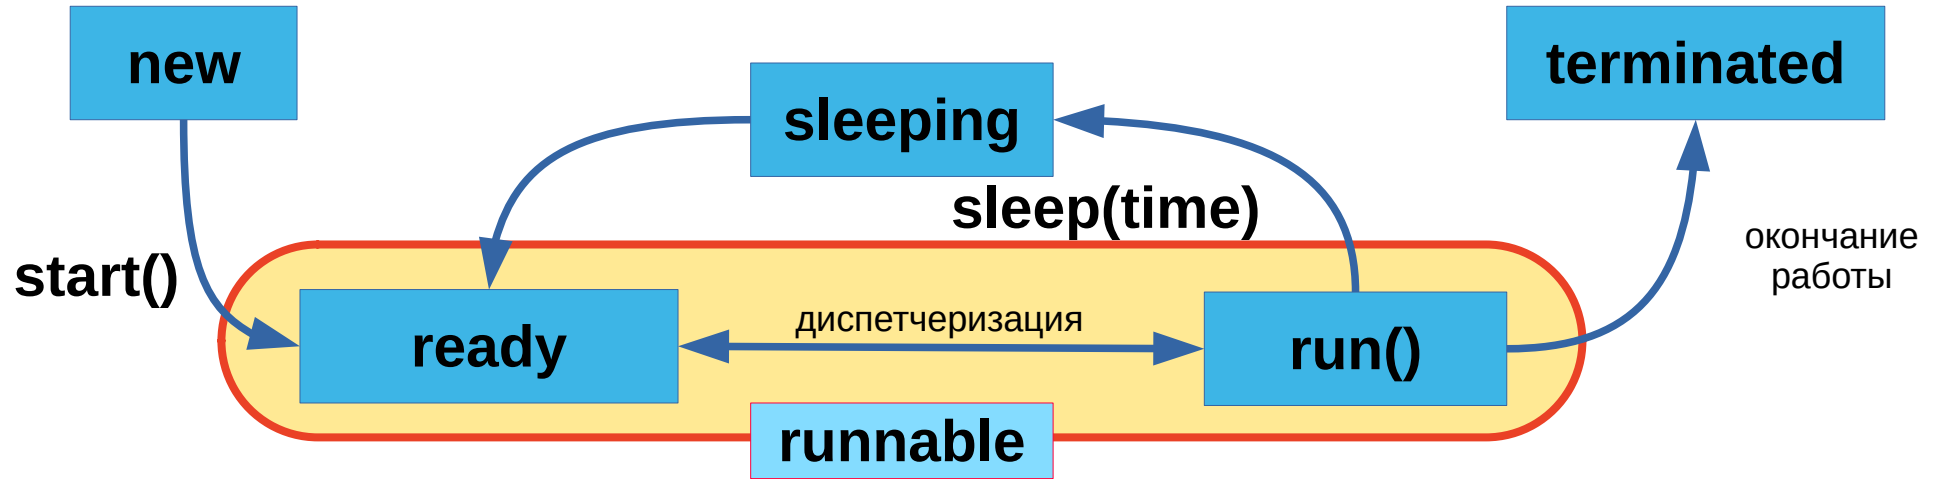 new
terminated
sleeping
sleep(time)
start()
окончание
работы
диспетчеризация
ready
run()
runnable